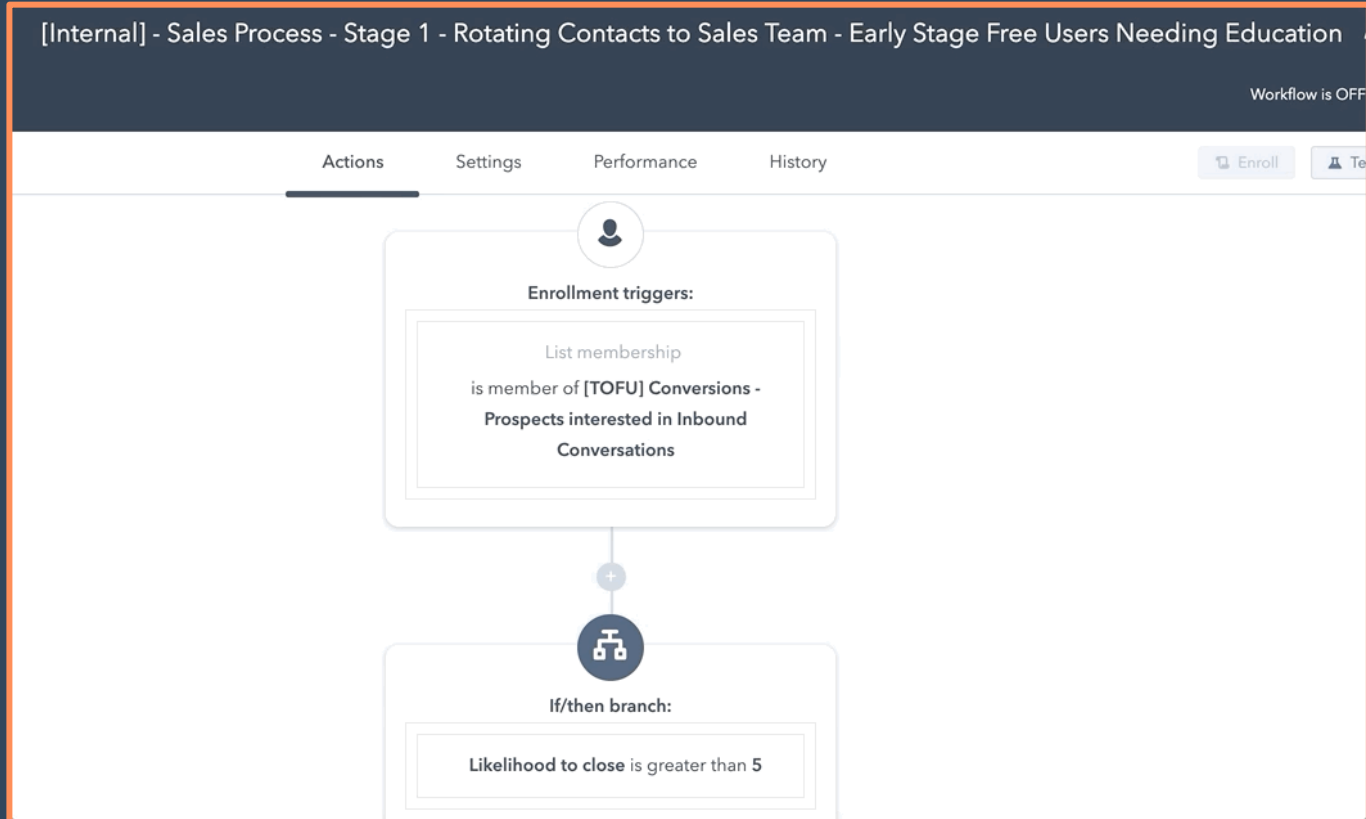 [Internal] - Sales Process - Stage 1 - Rotating Contacts to Sales Team - Early Stage Free Users Needing Education
Workflow is OFF
Actions Settings Performance History Enroll Te
Enrollment triggers:
List membership
is member of [TOFU] Conversions -
Prospects interested in Inbound
Conversations
If/then branch:
Likelihood to close is greater than 5